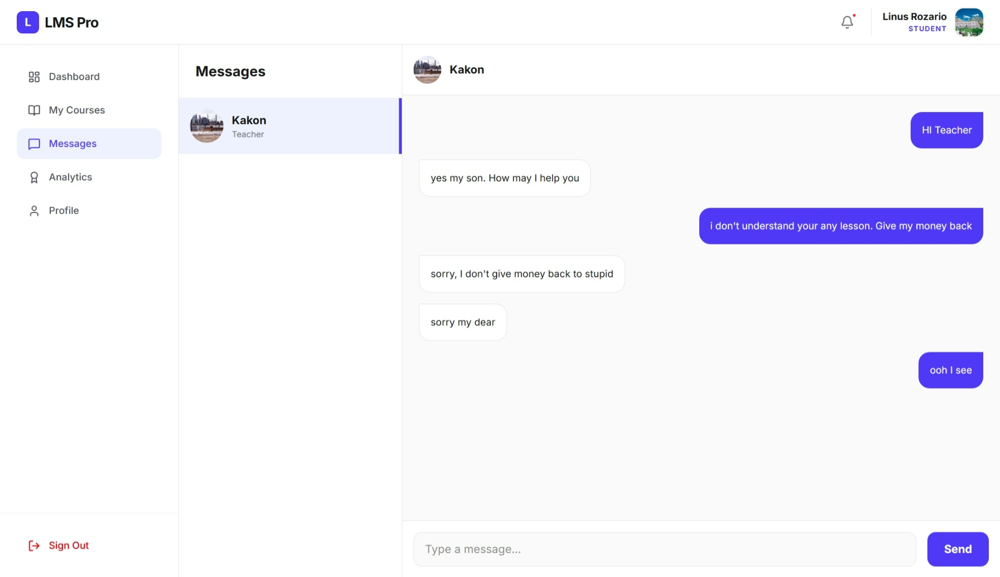 L LMS Pro
Linus Rozario
STUDENT
Dashboard
My Courses
Messages
Analytics
Profile
Sign Out
Messages
Kakon
Teacher
Kakon
HI Teacher
yes my son. How may I help you
i don't understand your any lesson. Give my money back
sorry, I don't give money back to stupid
sorry my dear
ooh I see
Type a message...
Send